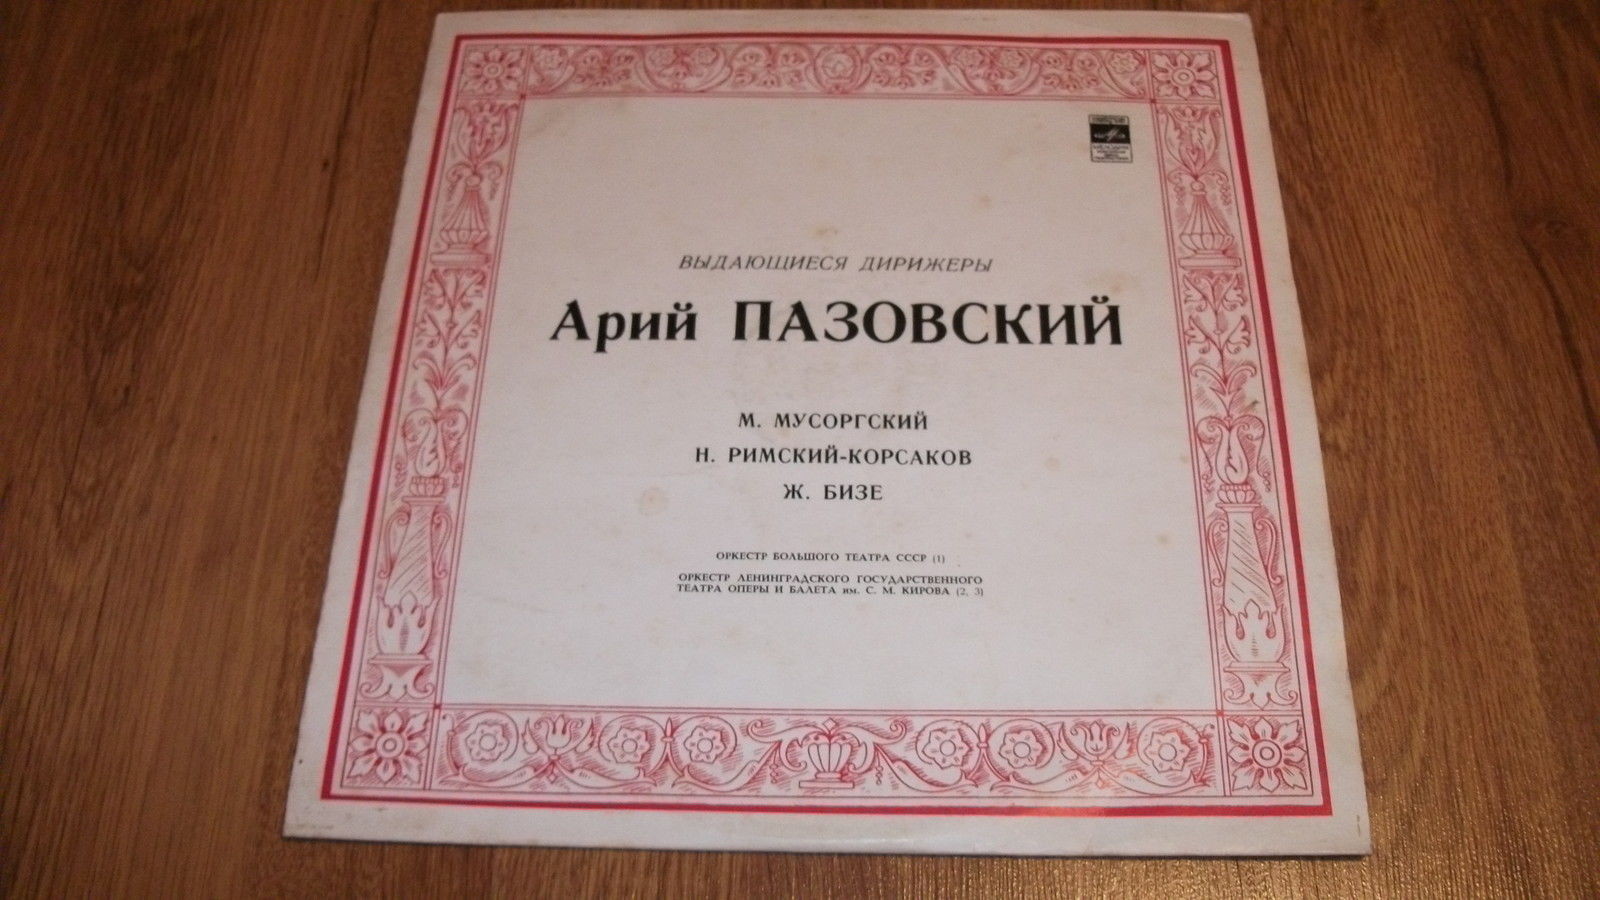 ВЫДАЮЩИЕСЯ ДИРИЖЕРЫ
Арий ПАЗОВСКИЙ
М. МУСОРГСКИЙ
Н. РИМСКИЙ-КОРСАКОВ
Ж. БИЗЕ
ОРКЕСТР БОЛЬШОГО ТЕАТРА СССР (1)
ОРКЕСТР ЛЕНИНГРАДСКОГО ГОСУДАРСТВЕННОГО
ТЕАТРА ОПЕРЫ И БАЛЕТА им. С. М. КИРОВА (2, 3)